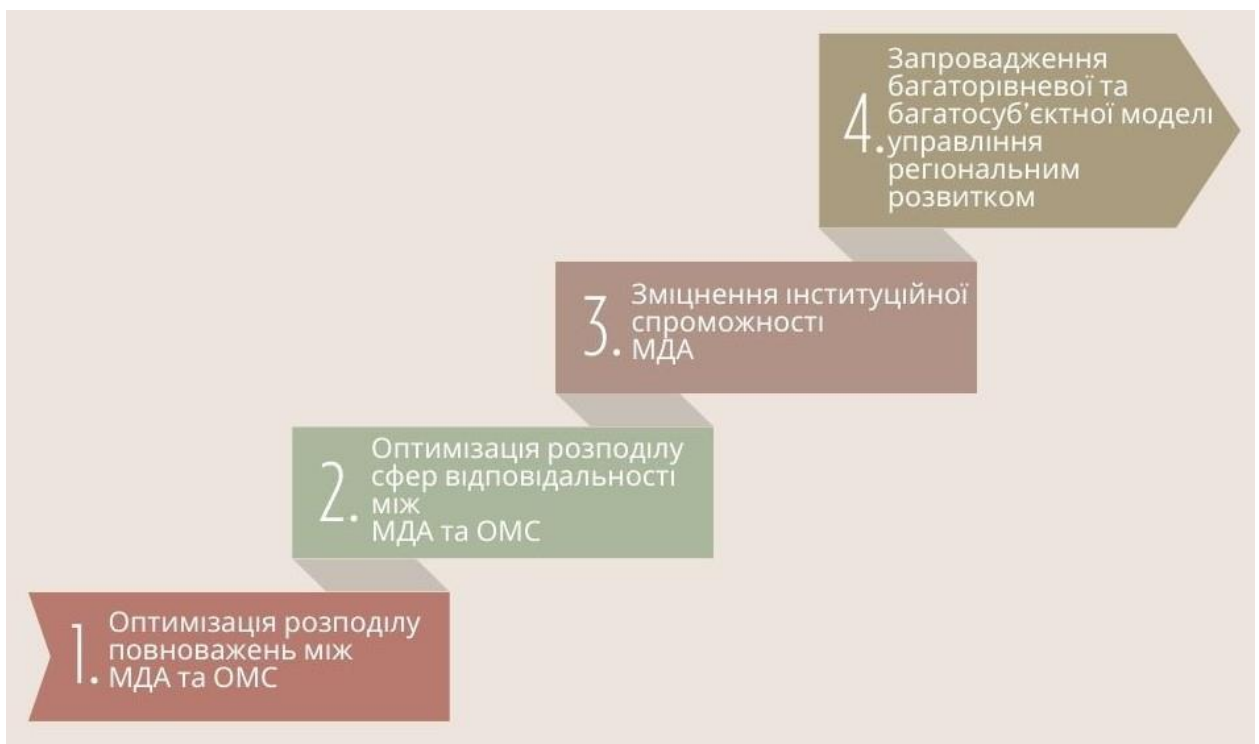 Запровадження
багаторівневої та
багатосуб'єктної моделі
4. управління
регіональним
розвитком
Зміцнення інституційної
3. спроможності
МДА
Оптимізація розподілу
сфер відповідальності
2. між
МДА та ОМС
Оптимізація розподілу
1. повноважень між
МДА та ОМС